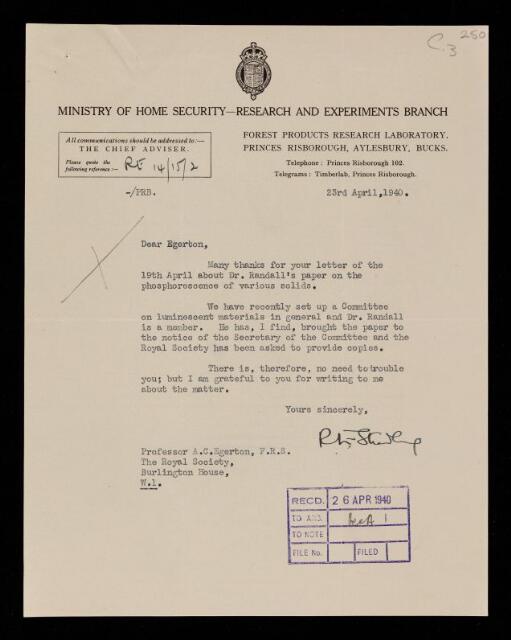 C.3 250
MINISTRY OF HOME SECURITY—RESEARCH AND EXPERIMENTS BRANCH
All communications should be addressed to:—
THE CHIEF ADVISER.
Please quote the
following reference:— RE 14/15/2
FOREST PRODUCTS RESEARCH LABORATORY.
PRINCES RISBOROUGH, AYLESBURY, BUCKS.
Telephone: Princes Risborough 102.
Telegrams: Timberlab, Princes Risborough.
-/PRB.
23rd April,1940.
Dear Egerton,
Many thanks for your letter of the
19th April about Dr. Randall's paper on the
phosphorescence of various solids.
We have recently set up a Committee
on luminescent materials in general and Dr. Randall
is a member. He has, I find, brought the paper to
the notice of the Secretary of the Committee and the
Royal Society has been asked to provide copies.
There is, therefore, no need to trouble
you; but I am grateful to you for writing to me
about the matter.
Yours sincerely,
Professor A.C.Egerton, F.R.S.
The Royal Society,
Burlington House,
W.1.
RECD. 26 APR 1940
TO ANS.
TO NOTE
FILE No. FILED